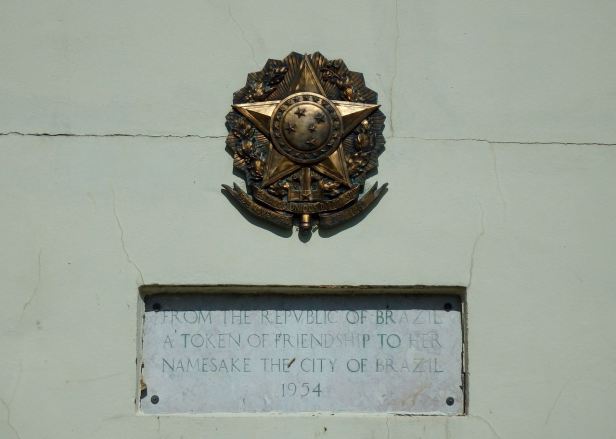 FROM THE REPVBLIC OF BRAZIL
A TOKEN OF FRIENDSHIP TO HER
NAMESAKE THE CITY OF BRAZIL
1954